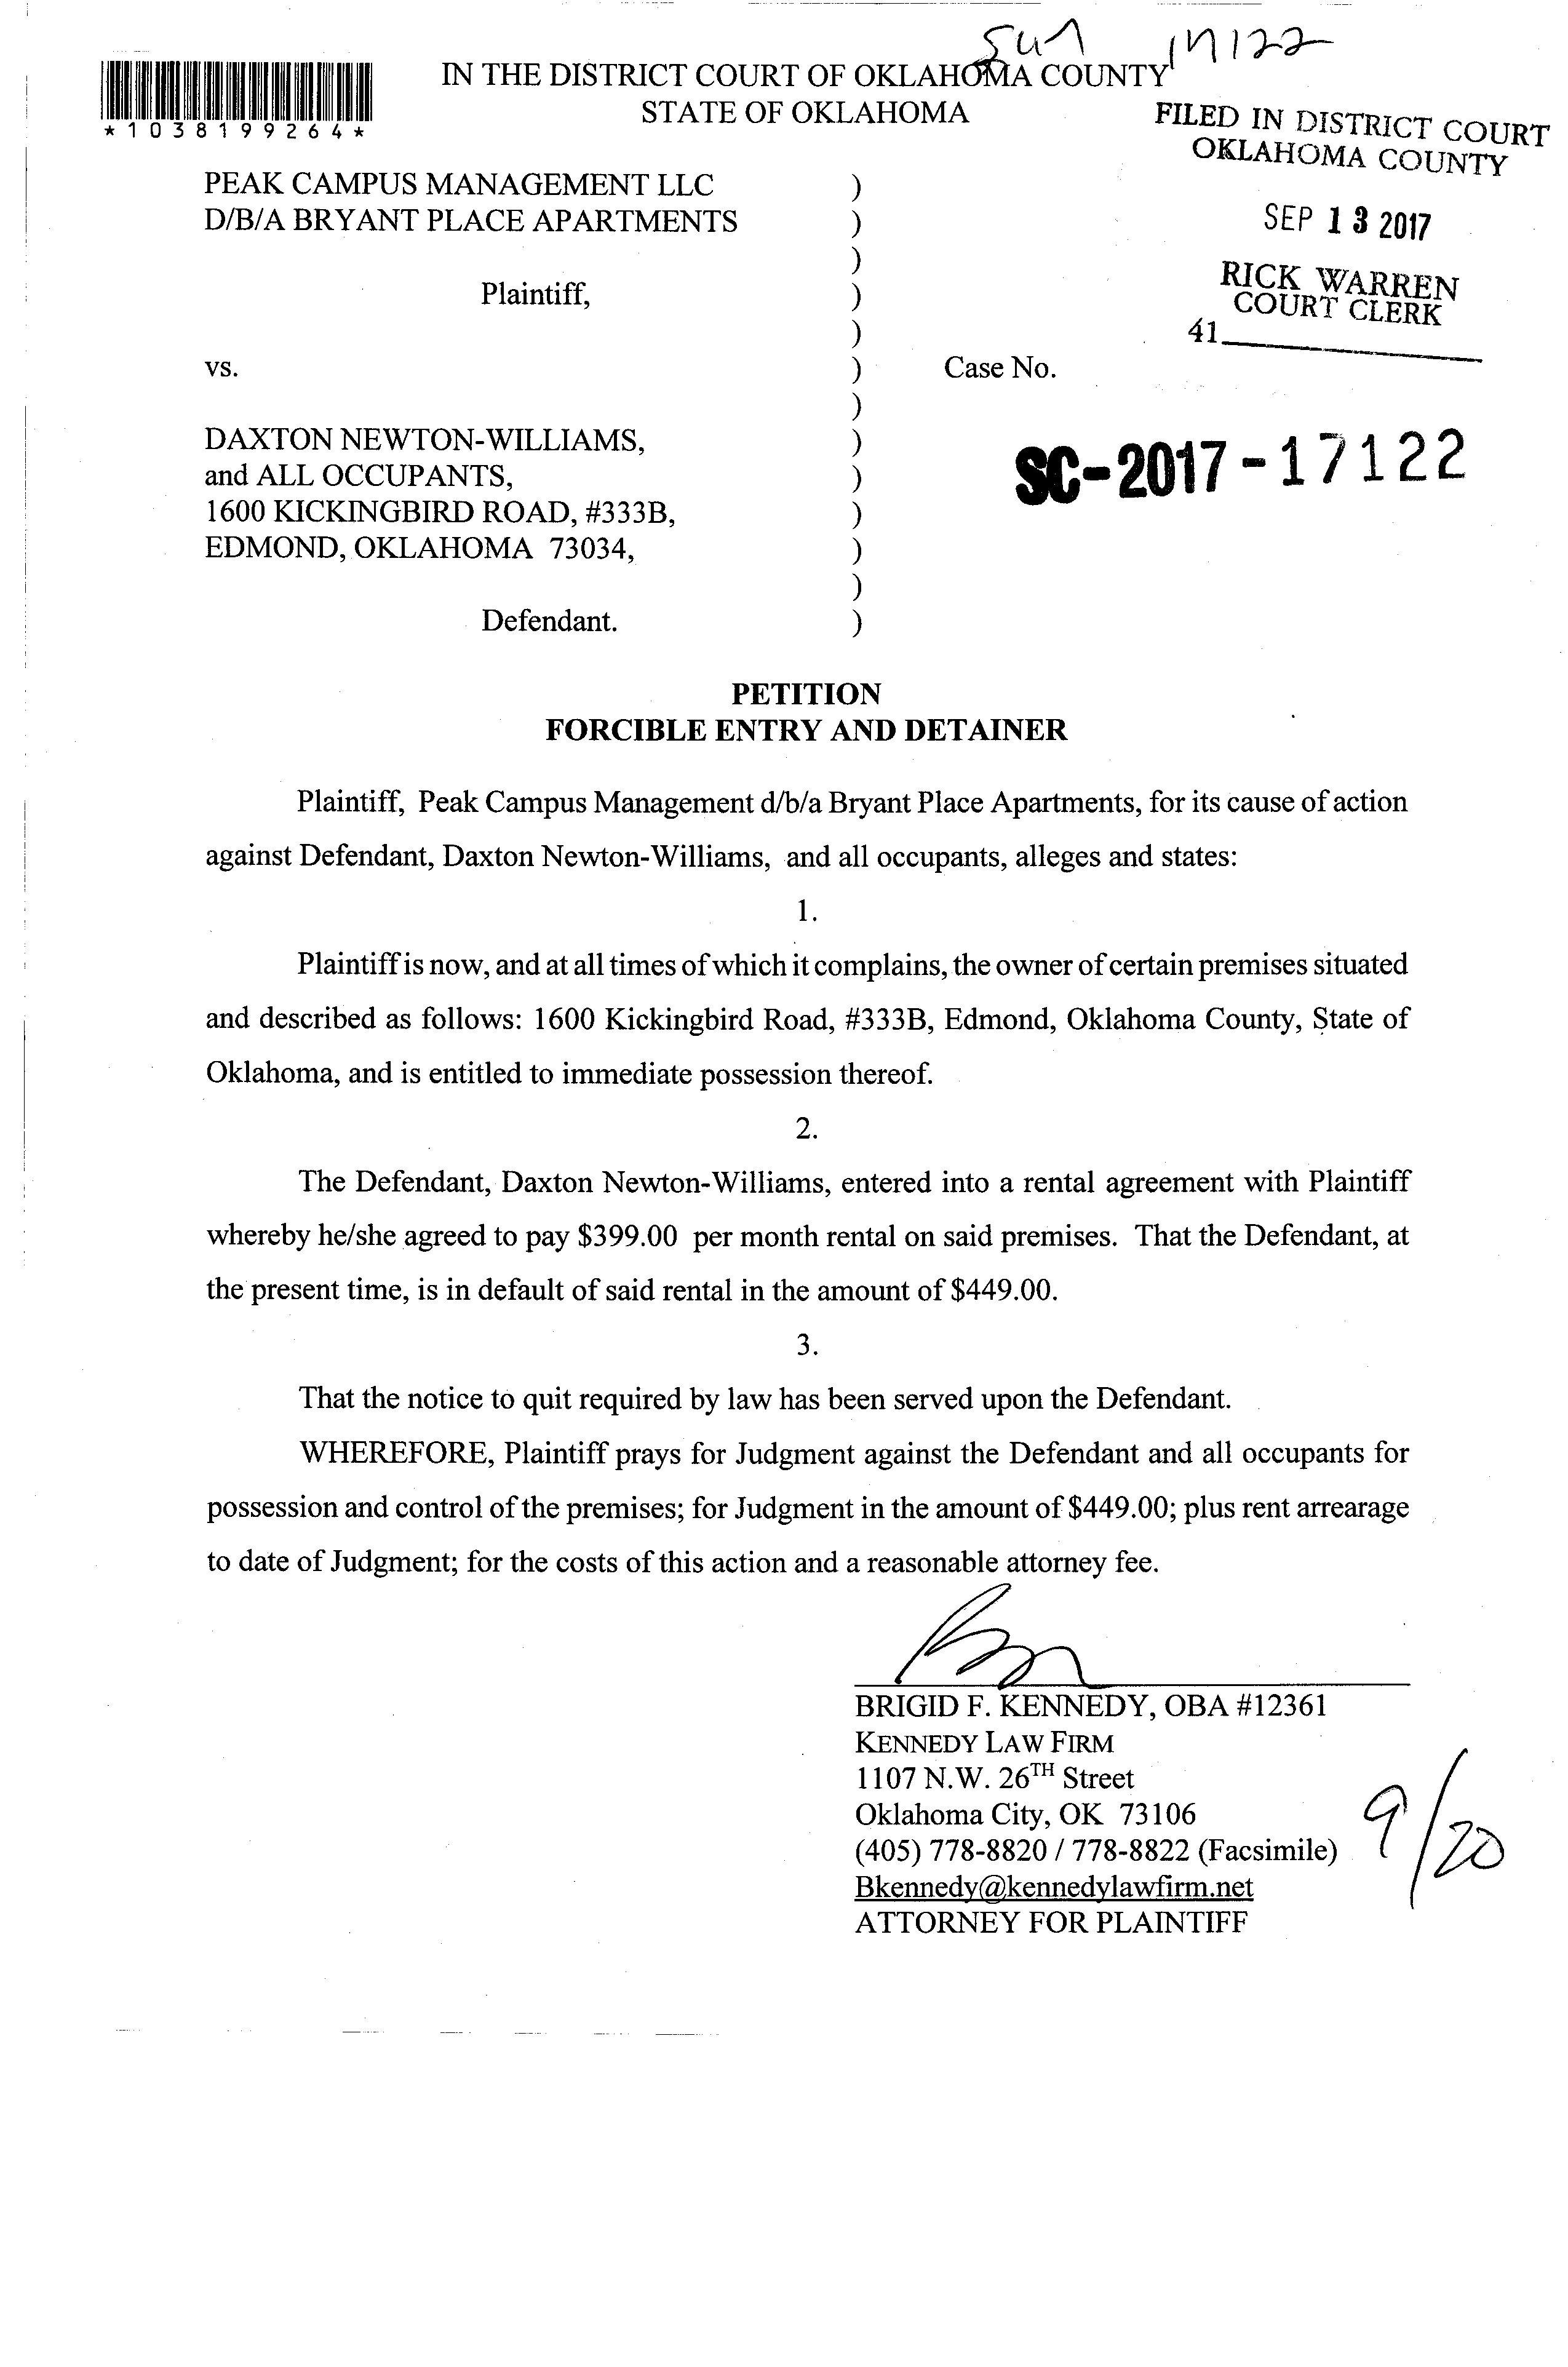 17122
IN THE DISTRICT COURT OF OKLAHOMA COUNTY
STATE OF OKLAHOMA
*1038199264*
FILED IN DISTRICT COURT
OKLAHOMA COUNTY
SEP 13 2017
RICK WARREN
COURT CLERK
41
PEAK CAMPUS MANAGEMENT LLC )
D/B/A BRYANT PLACE APARTMENTS )
)
Plaintiff, )
)
vs. ) Case No.
)
DAXTON NEWTON-WILLIAMS, )
and ALL OCCUPANTS, ) SC-2017-17122
1600 KICKINGBIRD ROAD, #333B, )
EDMOND, OKLAHOMA 73034, )
)
Defendant. )
PETITION
FORCIBLE ENTRY AND DETAINER
Plaintiff, Peak Campus Management d/b/a Bryant Place Apartments, for its cause of action
against Defendant, Daxton Newton-Williams, and all occupants, alleges and states:
1.
Plaintiff is now, and at all times of which it complains, the owner of certain premises situated
and described as follows: 1600 Kickingbird Road, #333B, Edmond, Oklahoma County, State of
Oklahoma, and is entitled to immediate possession thereof.
2.
The Defendant, Daxton Newton-Williams, entered into a rental agreement with Plaintiff
whereby he/she agreed to pay $399.00 per month rental on said premises. That the Defendant, at
the present time, is in default of said rental in the amount of $449.00.
3.
That the notice to quit required by law has been served upon the Defendant.
WHEREFORE, Plaintiff prays for Judgment against the Defendant and all occupants for
possession and control of the premises; for Judgment in the amount of $449.00; plus rent arrearage
to date of Judgment; for the costs of this action and a reasonable attorney fee.
BRIGID F. KENNEDY, OBA #12361
KENNEDY LAW FIRM
1107 N.W. 26TH Street
Oklahoma City, OK 73106
(405) 778-8820 / 778-8822 (Facsimile)
Bkennedy@kennedylawfirm.net
ATTORNEY FOR PLAINTIFF
9/20